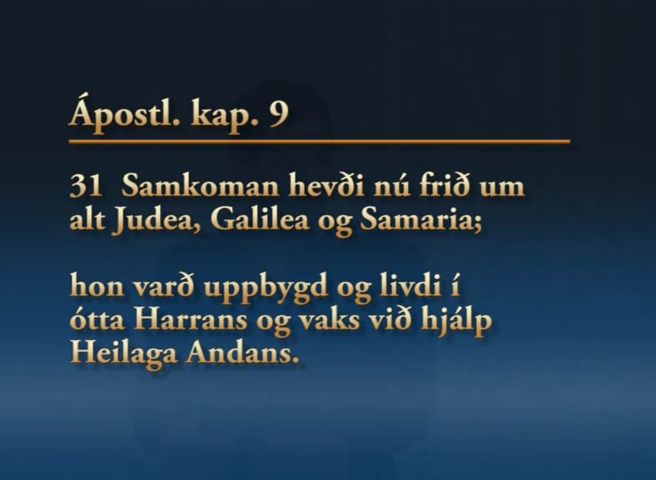 Ápostl. kap. 9
31 Samkoman hevði nú frið um
alt Judea, Galilea og Samaria;
hon varð uppbygd og livdi í
ótta Harrans og vaks við hjálp
Heilaga Andans.